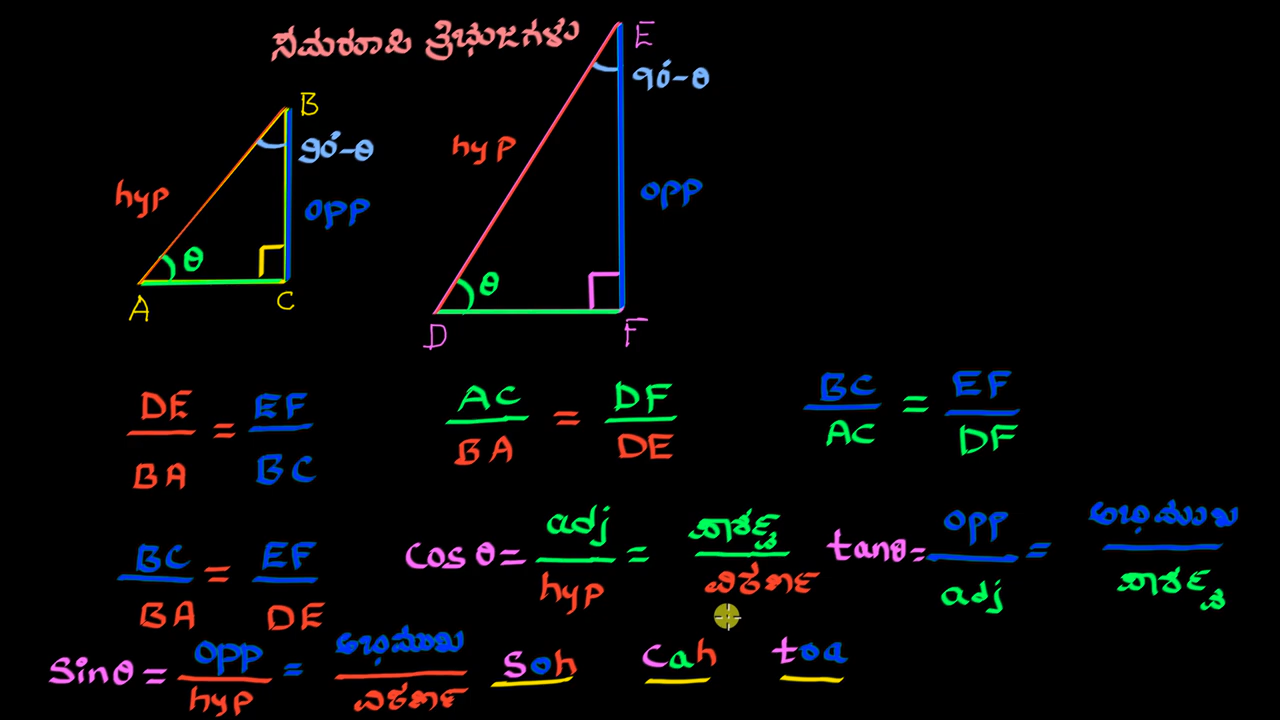 ಸಮರೂಪಿ ತ್ರಿಭುಜಗಳು
B
90°-θ
hyp
opp
θ
A
C
E
90°-θ
hyp
opp
θ
D
F
DE/BA = EF/BC
AC/BA = DF/DE
BC/AC = EF/DF
BC/BA = EF/DE
cos θ = adj/hyp = ಪಾರ್ಶ್ವ/ವಿಕರ್ಣ
tanθ = opp/adj = ಅಭಿಮುಖ/ಪಾರ್ಶ್ವ
Sinθ = opp/hyp = ಅಭಿಮುಖ/ವಿಕರ್ಣ
Soh
Cah
toa